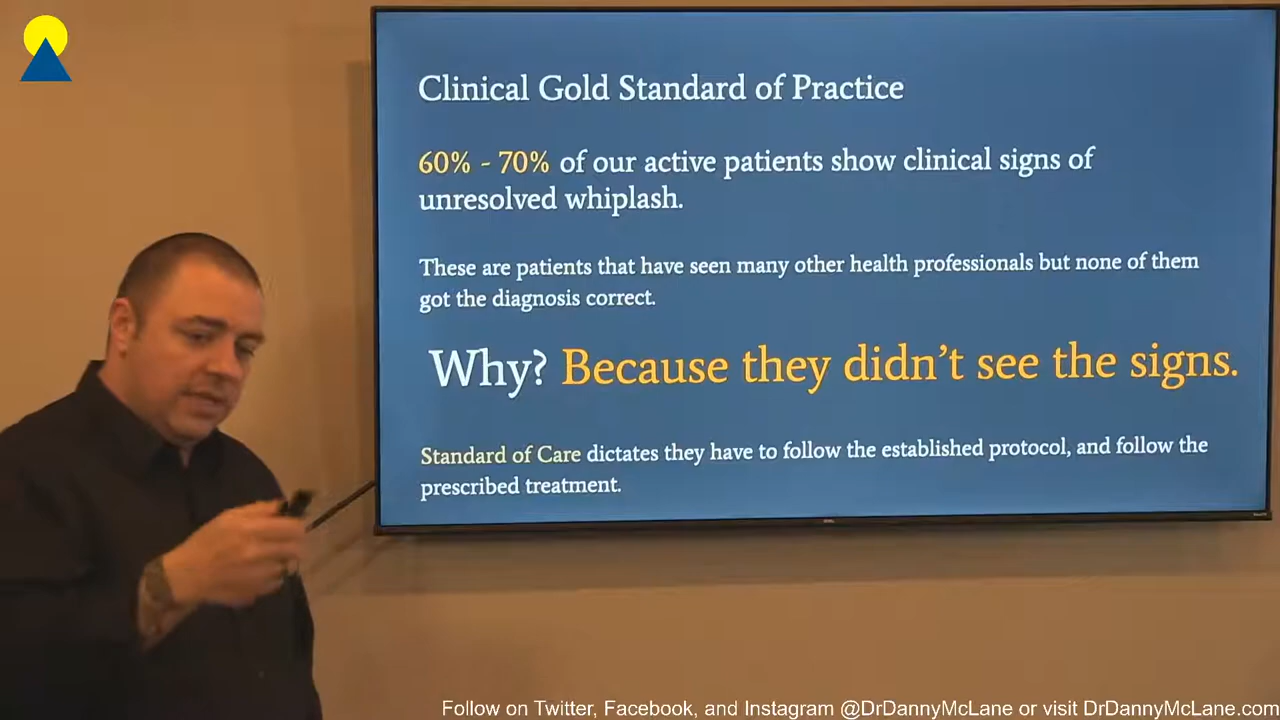 Clinical Gold Standard of Practice
60% - 70% of our active patients show clinical signs of
unresolved whiplash.
These are patients that have seen many other health professionals but none of them
got the diagnosis correct.
Why? Because they didn't see the signs.
Standard of Care dictates they have to follow the established protocol, and follow the
prescribed treatment.
Follow on Twitter, Facebook, and Instagram @DrDannyMcLane or visit DrDannyMcLane.com